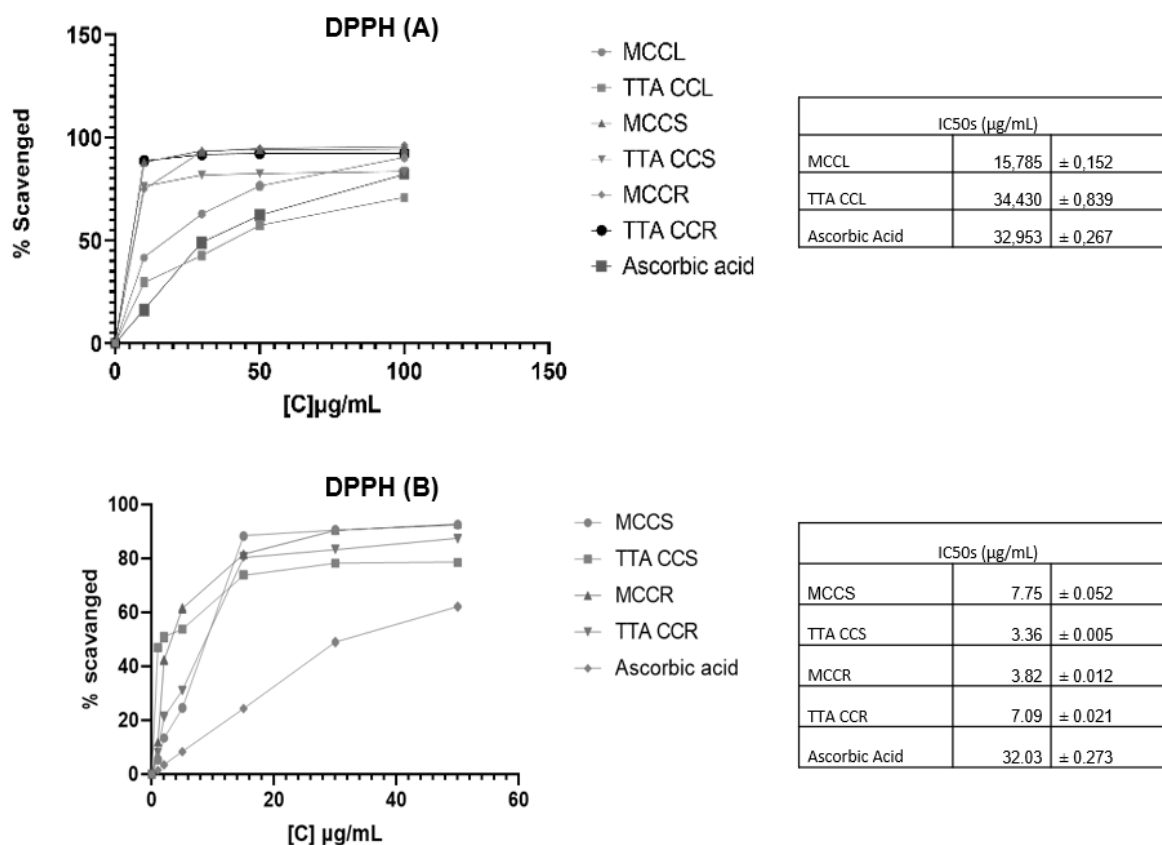 DPPH (A)
150
100
50
0
% Scavenged
0 50 100 150
[C]µg/mL
MCCL
TTA CCL
MCCS
TTA CCS
MCCR
TTA CCR
Ascorbic acid
IC50s (µg/mL)
MCCL 15,785 ± 0,152
TTA CCL 34,430 ± 0,839
Ascorbic Acid 32,953 ± 0,267
DPPH (B)
100
80
60
40
20
0
% scavanged
0 20 40 60
[C] µg/mL
MCCS
TTA CCS
MCCR
TTA CCR
Ascorbic acid
IC50s (µg/mL)
MCCS 7.75 ± 0.052
TTA CCS 3.36 ± 0.005
MCCR 3.82 ± 0.012
TTA CCR 7.09 ± 0.021
Ascorbic Acid 32.03 ± 0.273